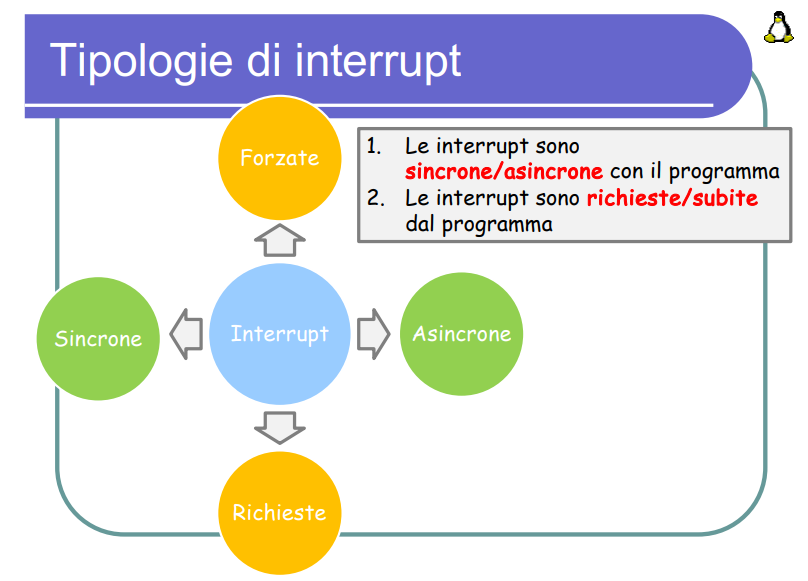 Tipologie di interrupt
Forzate
1. Le interrupt sono
sincrone/asincrone con il programma
2. Le interrupt sono richieste/subite
dal programma
Sincrone
Interrupt
Asincrone
Richieste